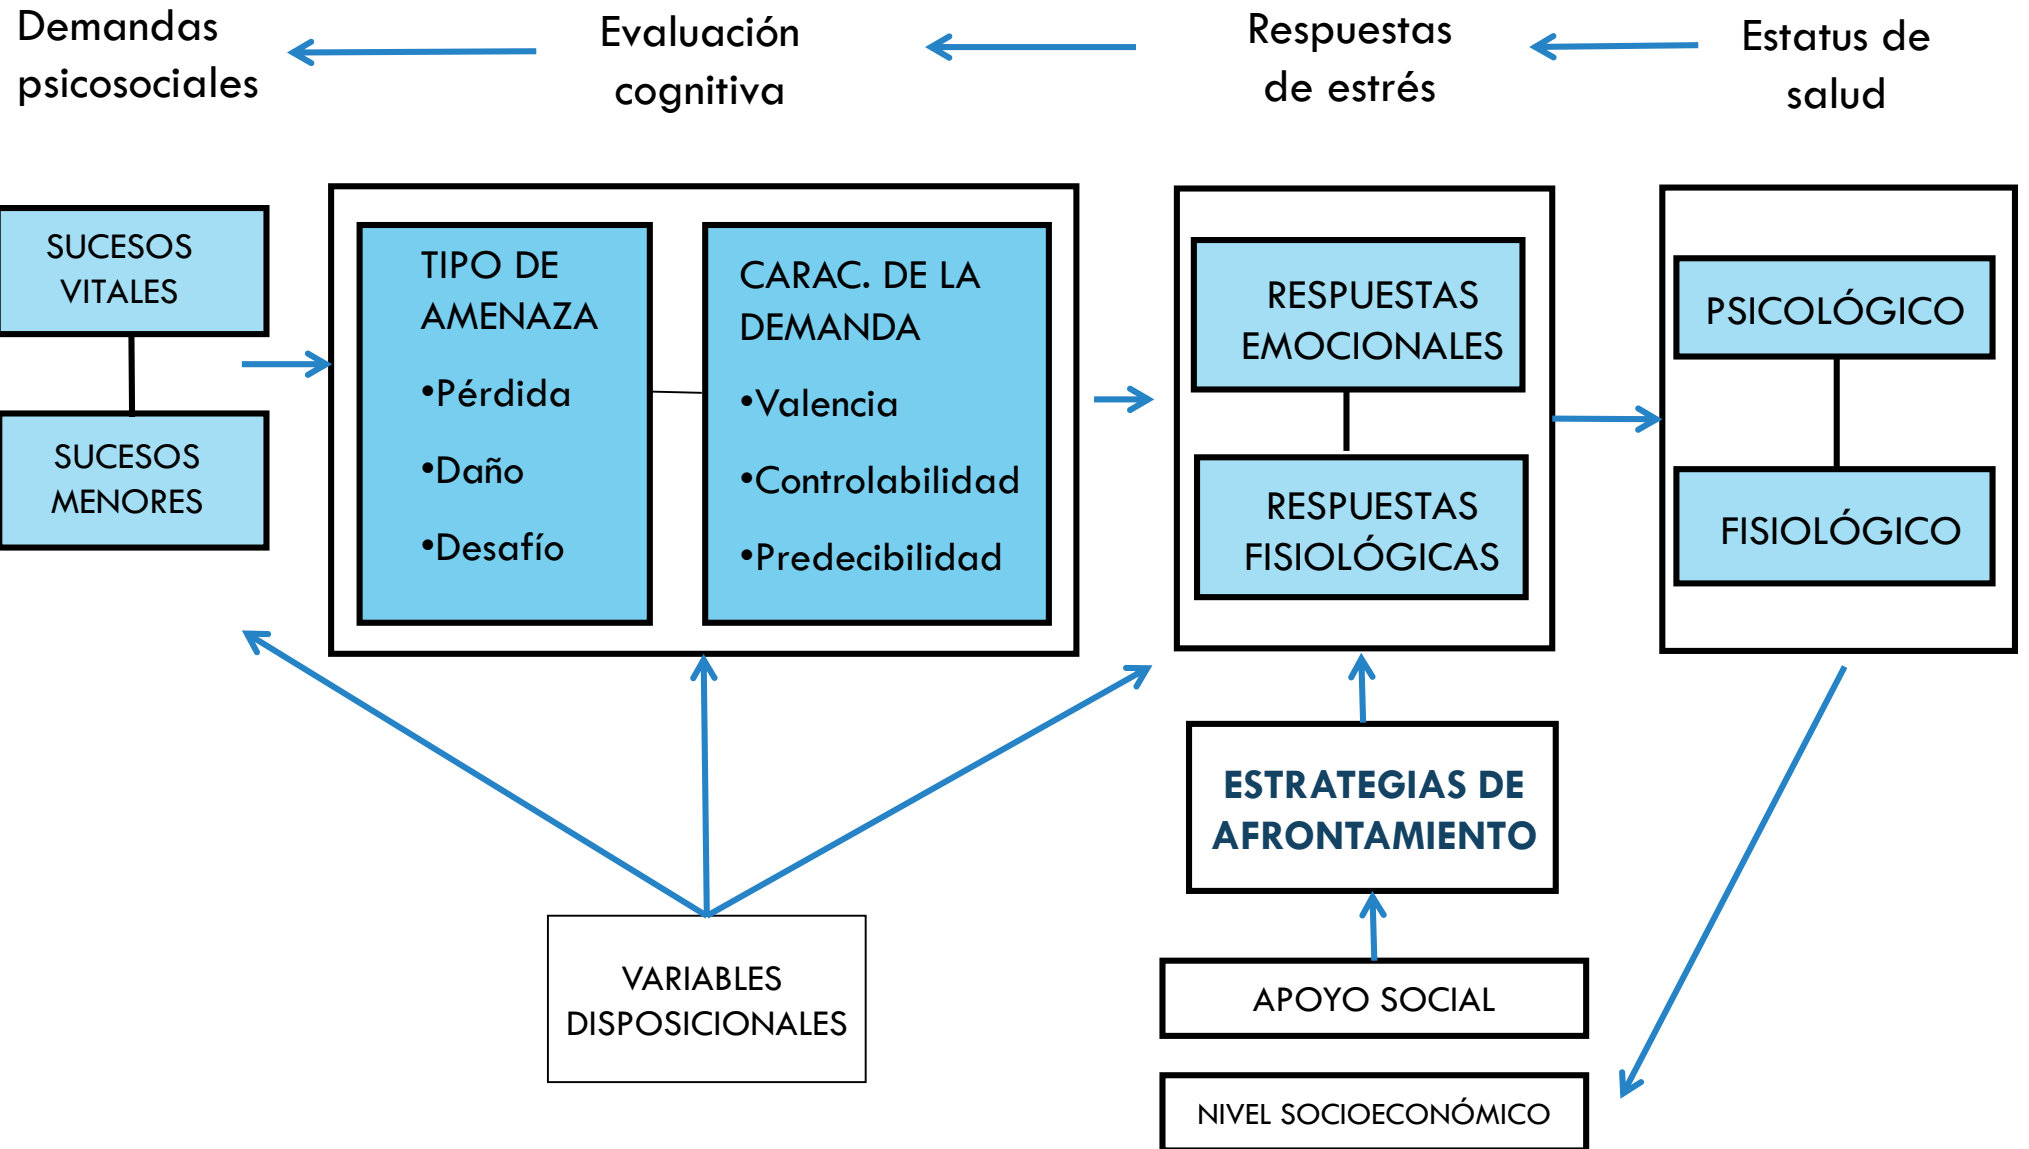 Demandas
psicosociales
Evaluación
cognitiva
Respuestas
de estrés
Estatus de
salud
SUCESOS
VITALES
SUCESOS
MENORES
TIPO DE
AMENAZA
•Pérdida
•Daño
•Desafío
CARAC. DE LA
DEMANDA
•Valencia
•Controlabilidad
•Predecibilidad
RESPUESTAS
EMOCIONALES
RESPUESTAS
FISIOLÓGICAS
PSICOLÓGICO
FISIOLÓGICO
ESTRATEGIAS DE
AFRONTAMIENTO
VARIABLES
DISPOSICIONALES
APOYO SOCIAL
NIVEL SOCIOECONÓMICO